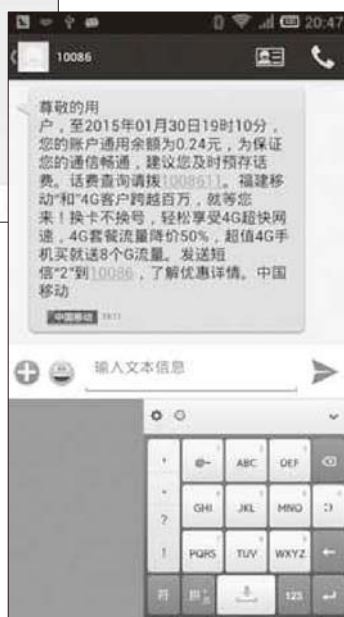 20:47
10086
尊敬的用
户，至2015年01月30日19时10分，
您的账户通用余额为0.24元，为保证
您的通信畅通，建议您及时预存话
费。话费查询请拨1008611。福建移
动“和”4G客户跨越百万，就等您
来！换卡不换号，轻松享受4G超快网
速，4G套餐流量降价50%，超值4G手
机买就送8个G流量。发送短
信“2”到10086，了解优惠详情。中国
移动
中国移动 19:11
输入文本信息
@~ ABC DEF
GHI JKL MNO :)
?
! PQRS TUV WXYZ
符 拼 123